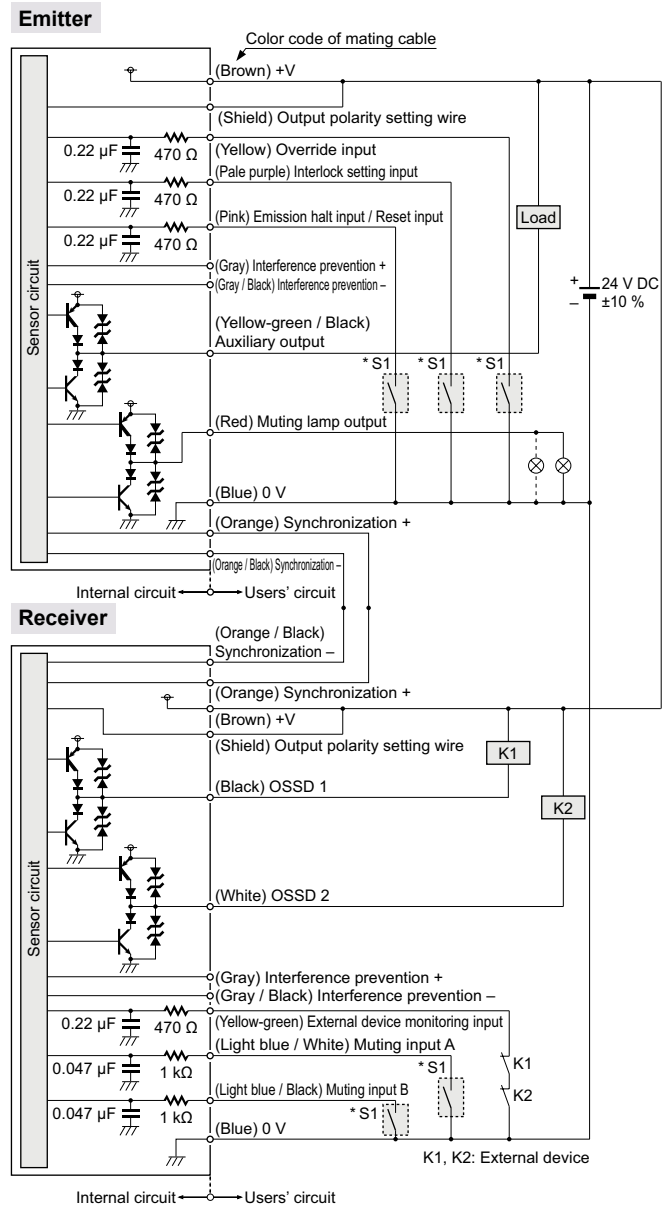 Emitter
Color code of mating cable
(Brown) +V
(Shield) Output polarity setting wire
0.22 µF
470 Ω
(Yellow) Override input
(Pale purple) Interlock setting input
0.22 µF
470 Ω
(Pink) Emission halt input / Reset input
0.22 µF
470 Ω
Load
(Gray) Interference prevention +
(Gray / Black) Interference prevention –
+
–
24 V DC
±10 %
Sensor circuit
(Yellow-green / Black)
Auxiliary output
* S1
* S1
* S1
(Red) Muting lamp output
(Blue) 0 V
(Orange) Synchronization +
(Orange / Black) Synchronization –
Internal circuit
Users' circuit
Receiver
(Orange / Black)
Synchronization –
(Orange) Synchronization +
(Brown) +V
(Shield) Output polarity setting wire
K1
(Black) OSSD 1
K2
Sensor circuit
(White) OSSD 2
(Gray) Interference prevention +
(Gray / Black) Interference prevention –
0.22 µF
470 Ω
(Yellow-green) External device monitoring input
(Light blue / White) Muting input A
0.047 µF
1 kΩ
* S1
K1
(Light blue / Black) Muting input B
K2
0.047 µF
1 kΩ
* S1
(Blue) 0 V
K1, K2: External device
Internal circuit
Users' circuit